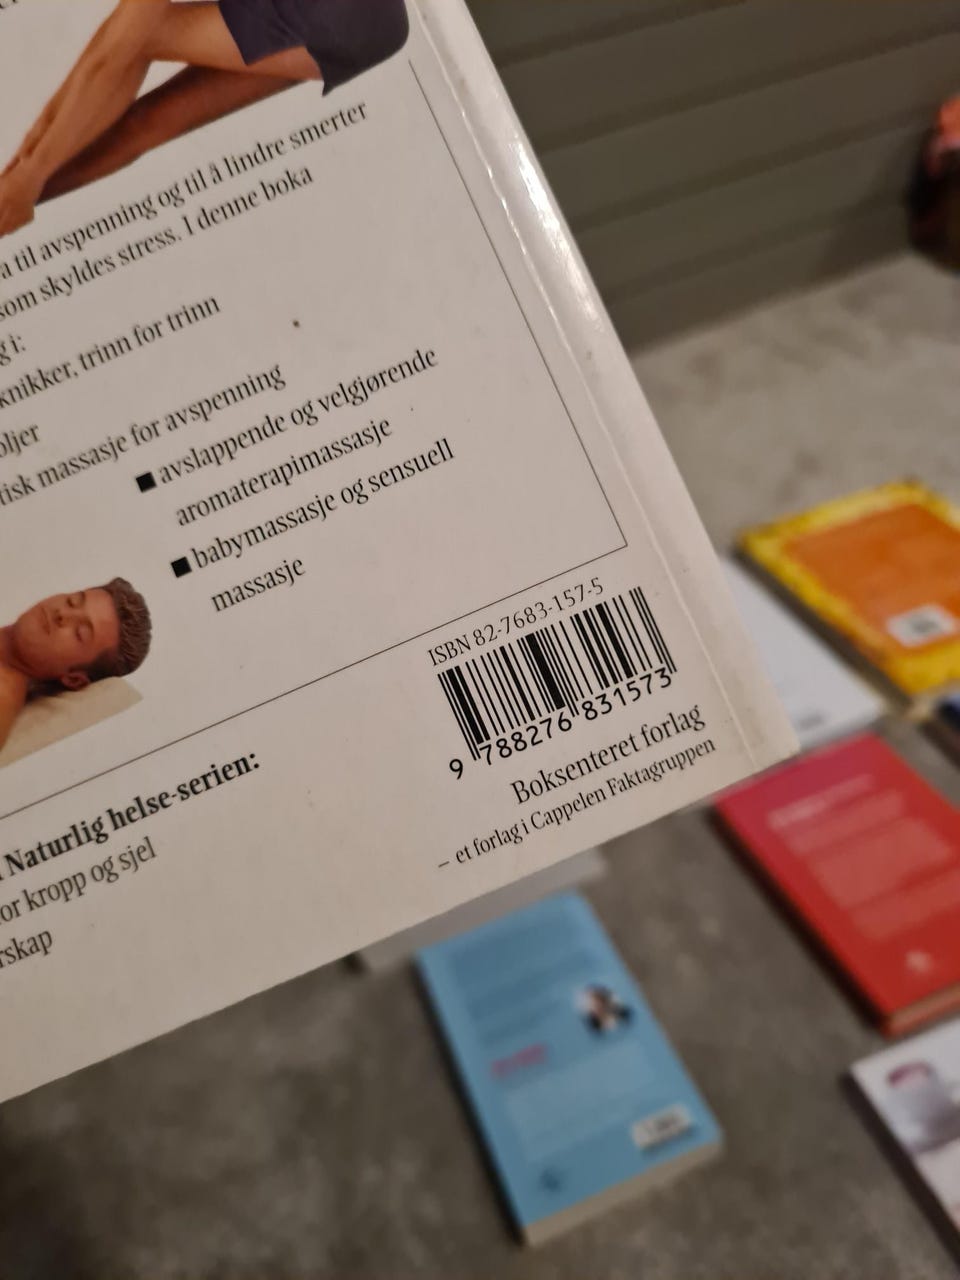 a til avspenning og til å lindre smerter
som skyldes stress. I denne boka
g i:
knikker, trinn for trinn
oljer
tisk massasje for avspenning
■ avslappende og velgjørende
aromaterapimassasje
■ babymassasje og sensuell
massasje
ISBN 82-7683-157-5
9 788276 831573
Boksenteret forlag
– et forlag i Cappelen Faktagruppen
Naturlig helse-serien:
or kropp og sjel
rskap